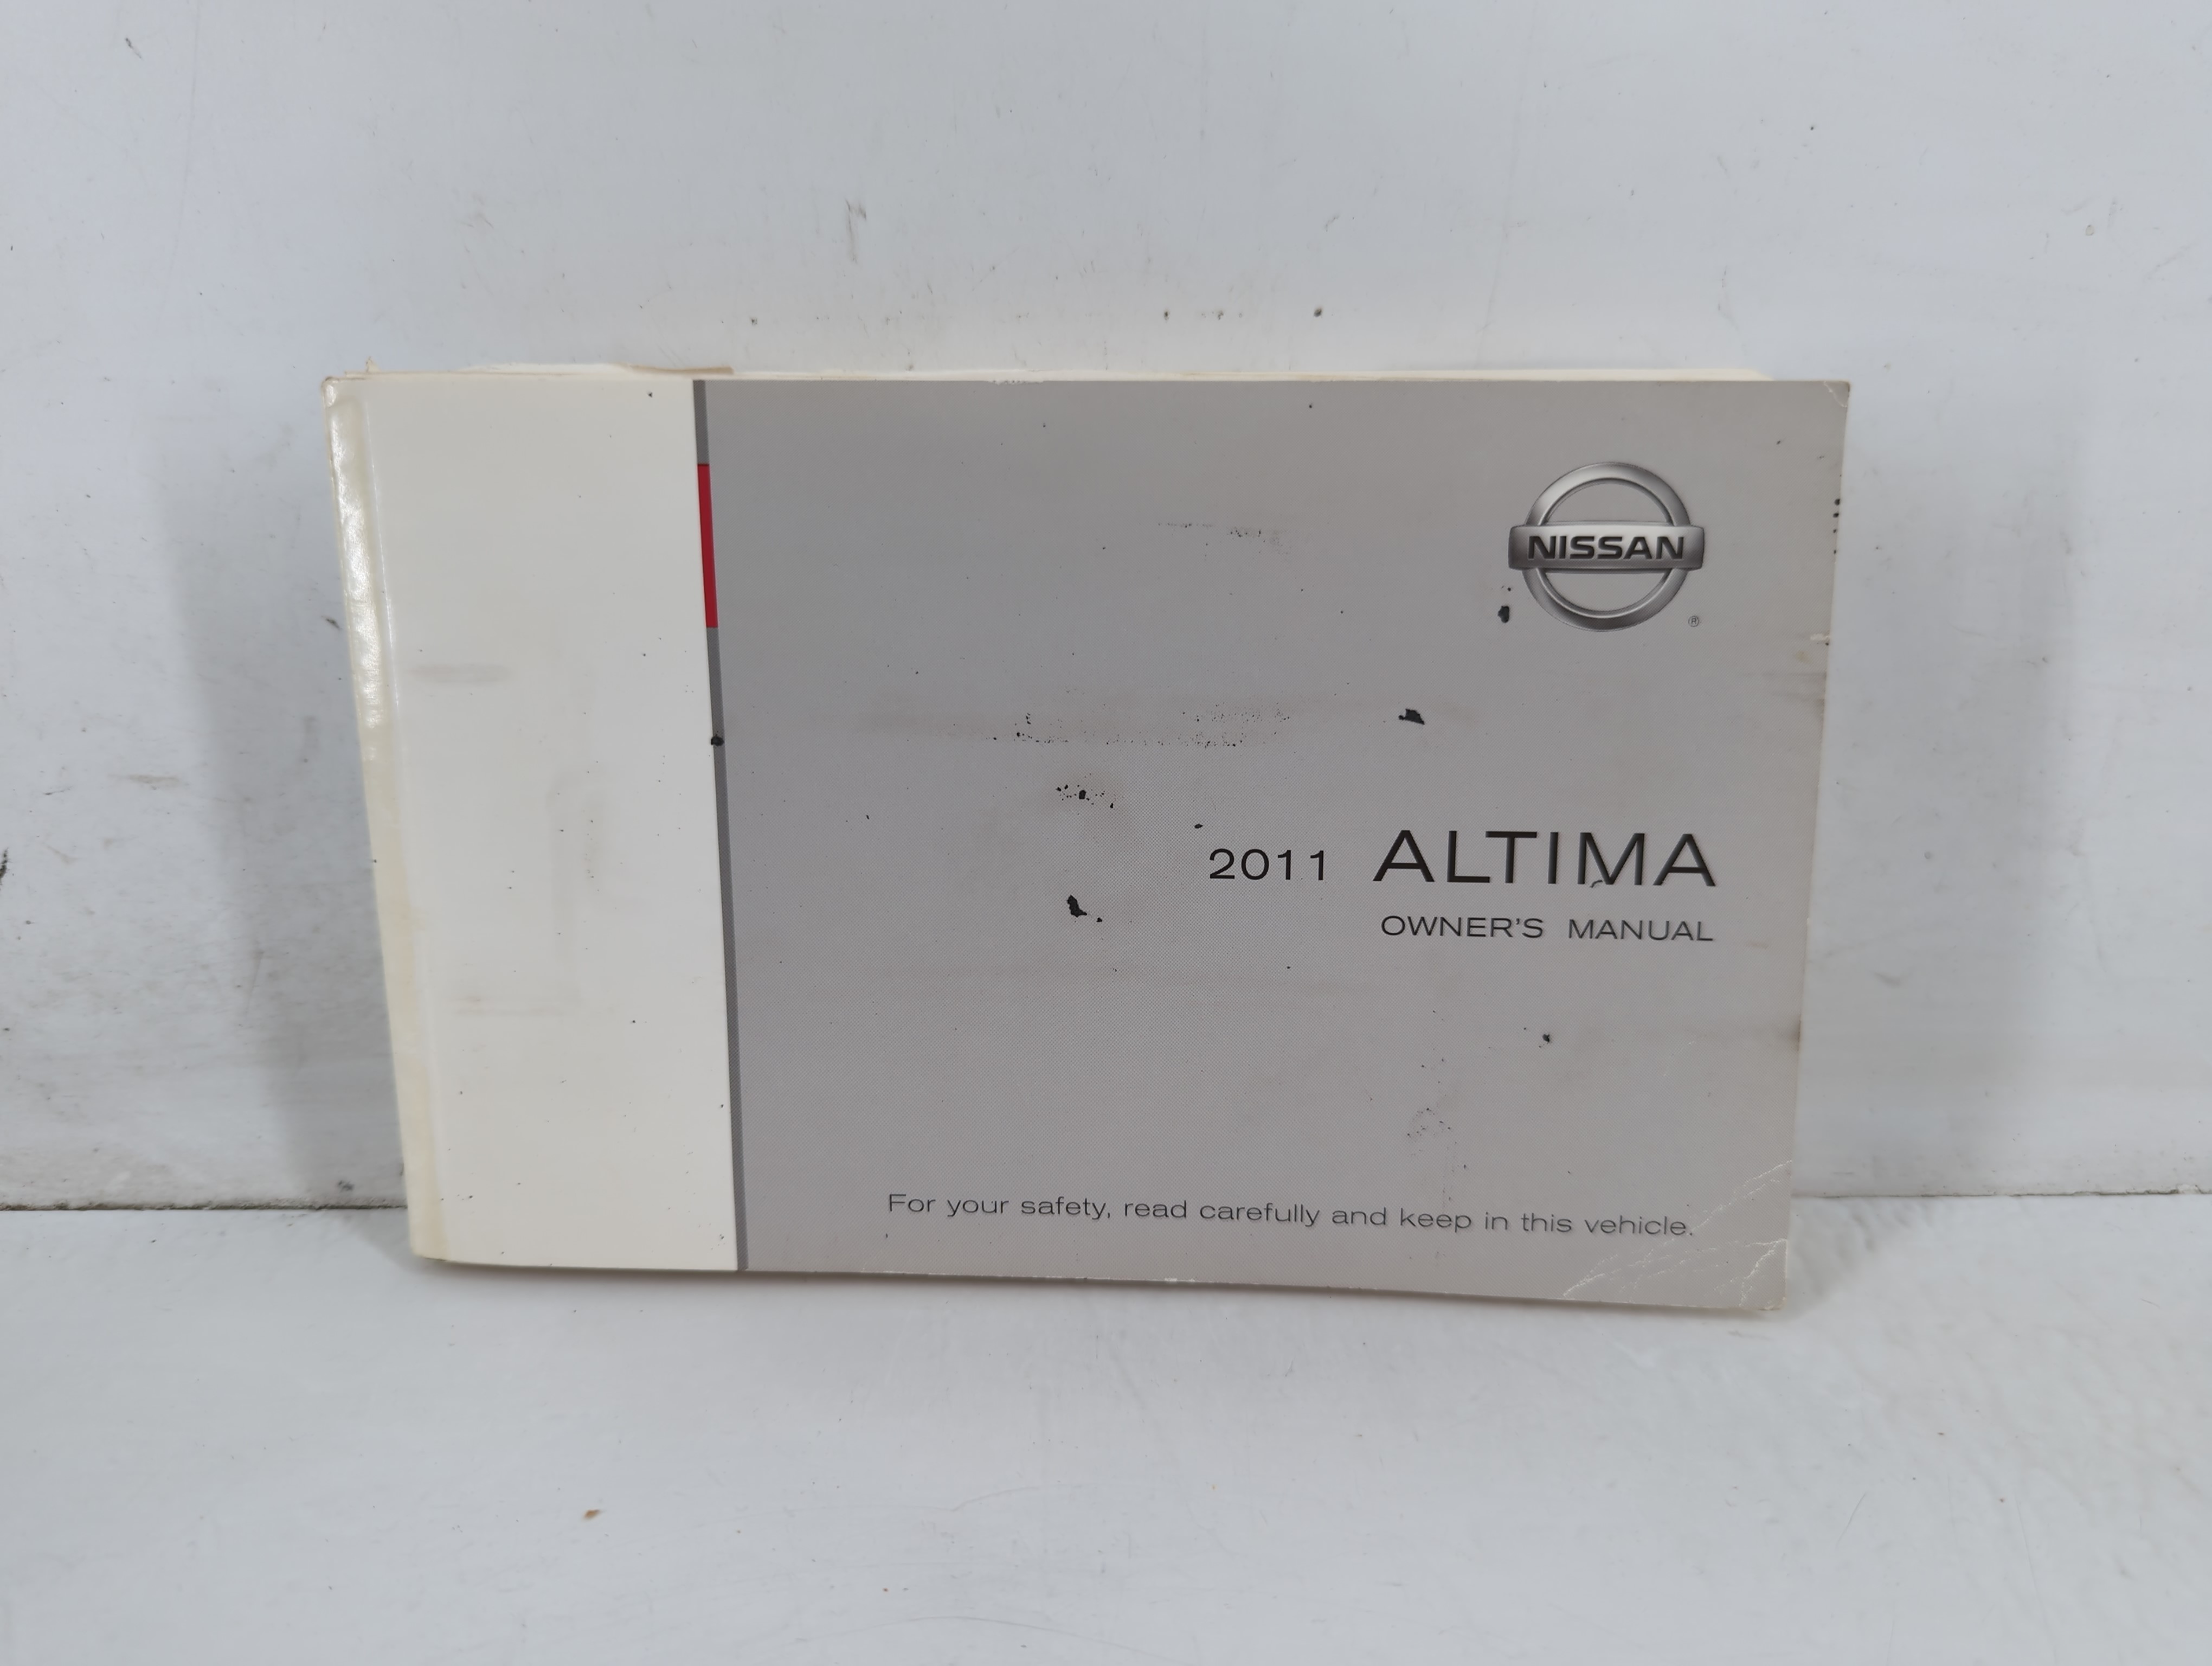 NISSAN
®
2011 ALTIMA
OWNER'S MANUAL
For your safety, read carefully and keep in this vehicle.